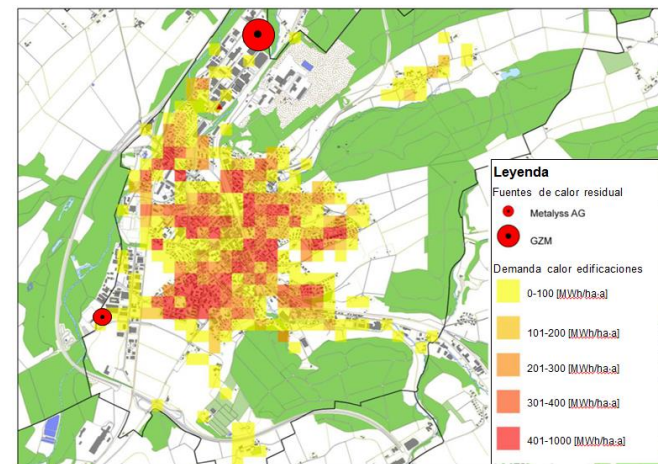 Leyenda
Fuentes de calor residual
Metalyss AG
GZM
Demanda calor edificaciones
0-100 [MWh/ha·a]
101-200 [MWh/ha·a]
201-300 [MWh/ha·a]
301-400 [MWh/ha·a]
401-1000 [MWh/ha·a]